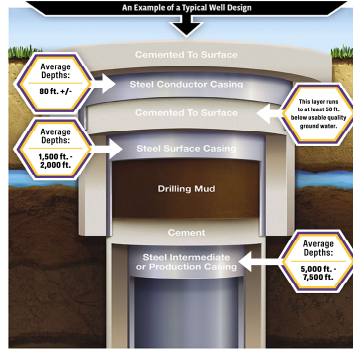 An Example of a Typical Well Design
Cemented To Surface
Average
Depths:
80 ft. +/-
Steel Conductor Casing
Cemented To Surface
This layer runs
to at least 50 ft.
below usable quality
ground water.
Average
Depths:
1,500 ft. -
2,000 ft.
Steel Surface Casing
Drilling Mud
Cement
Steel Intermediate
or Production Casing
Average
Depths:
5,000 ft. -
7,500 ft.